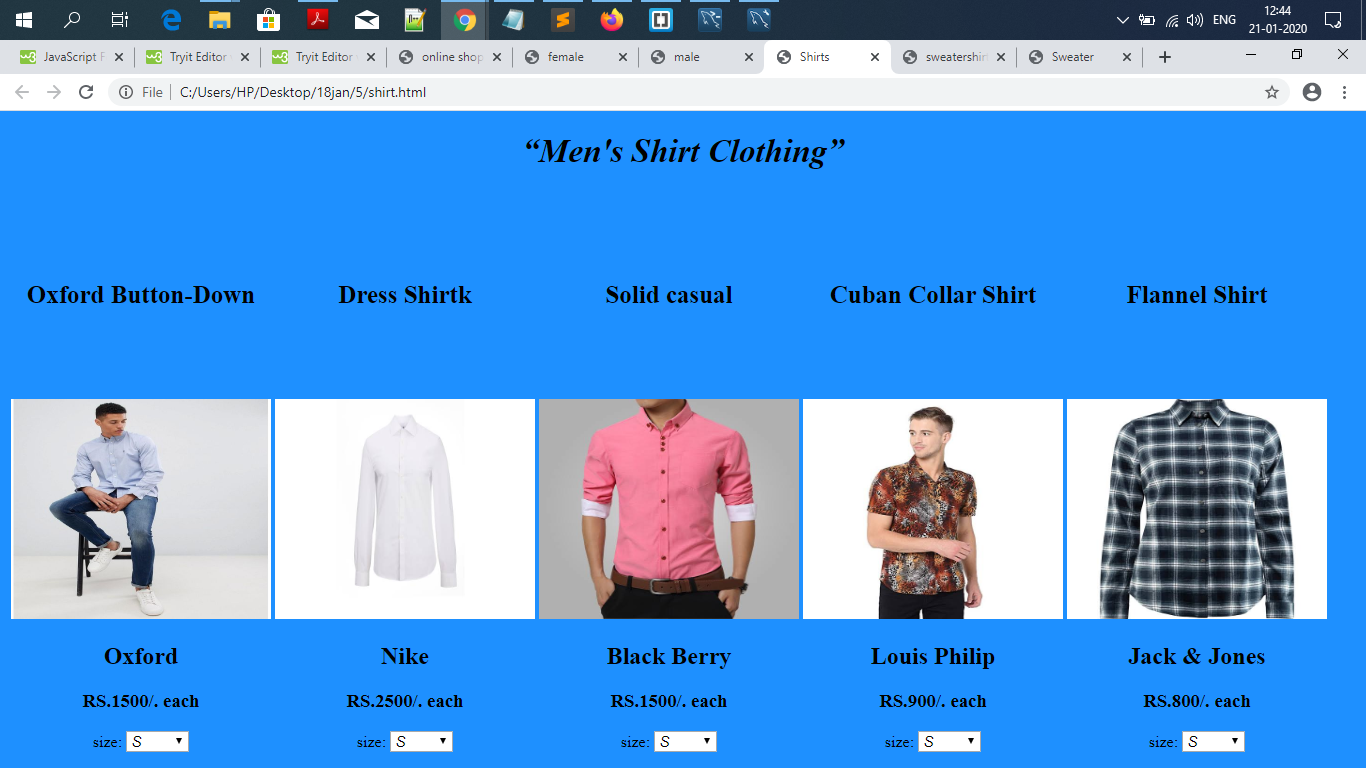 ENG
12:44
21-01-2020
JavaScript F
Tryit Editor
Tryit Editor
online shop
female
male
Shirts
sweatershir
Sweater
File
C:/Users/HP/Desktop/18jan/5/shirt.html
“Men's Shirt Clothing”
Oxford Button-Down Dress Shirtk Solid casual Cuban Collar Shirt Flannel Shirt
Oxford Nike Black Berry Louis Philip Jack & Jones
RS.1500/. each RS.2500/. each RS.1500/. each RS.900/. each RS.800/. each
size: S size: S size: S size: S size: S